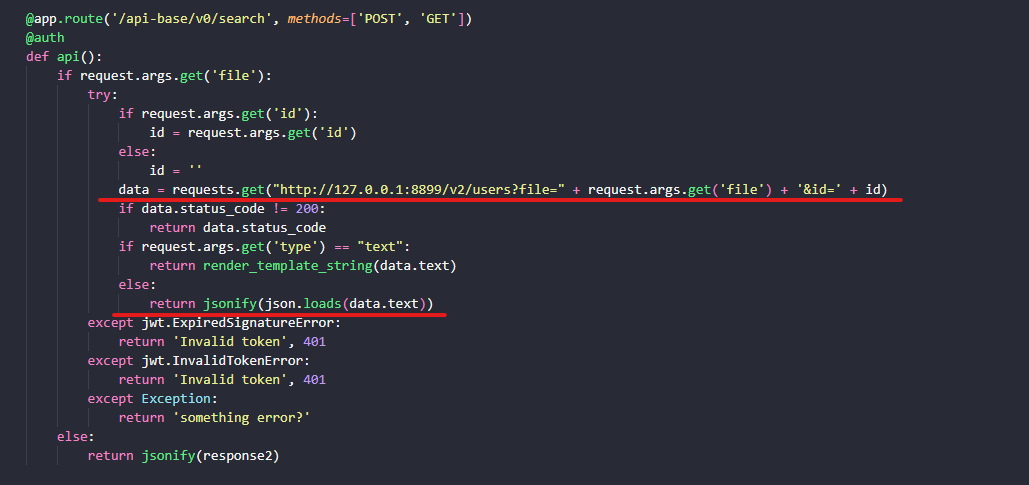 @app.route('/api-base/v0/search', methods=['POST', 'GET'])
@auth
def api():
    if request.args.get('file'):
        try:
            if request.args.get('id'):
                id = request.args.get('id')
            else:
                id = ''
            data = requests.get("http://127.0.0.1:8899/v2/users?file=" + request.args.get('file') + '&id=' + id)
            if data.status_code != 200:
                return data.status_code
            if request.args.get('type') == "text":
                return render_template_string(data.text)
            else:
                return jsonify(json.loads(data.text))
        except jwt.ExpiredSignatureError:
            return 'Invalid token', 401
        except jwt.InvalidTokenError:
            return 'Invalid token', 401
        except Exception:
            return 'something error?'
    else:
        return jsonify(response2)